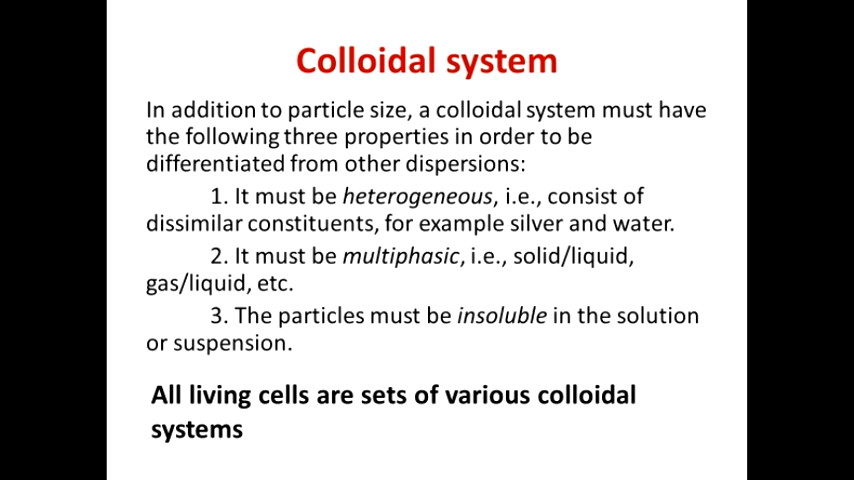 Colloidal system
In addition to particle size, a colloidal system must have
the following three properties in order to be
differentiated from other dispersions:
1. It must be heterogeneous, i.e., consist of
dissimilar constituents, for example silver and water.
2. It must be multiphasic, i.e., solid/liquid,
gas/liquid, etc.
3. The particles must be insoluble in the solution
or suspension.
All living cells are sets of various colloidal
systems